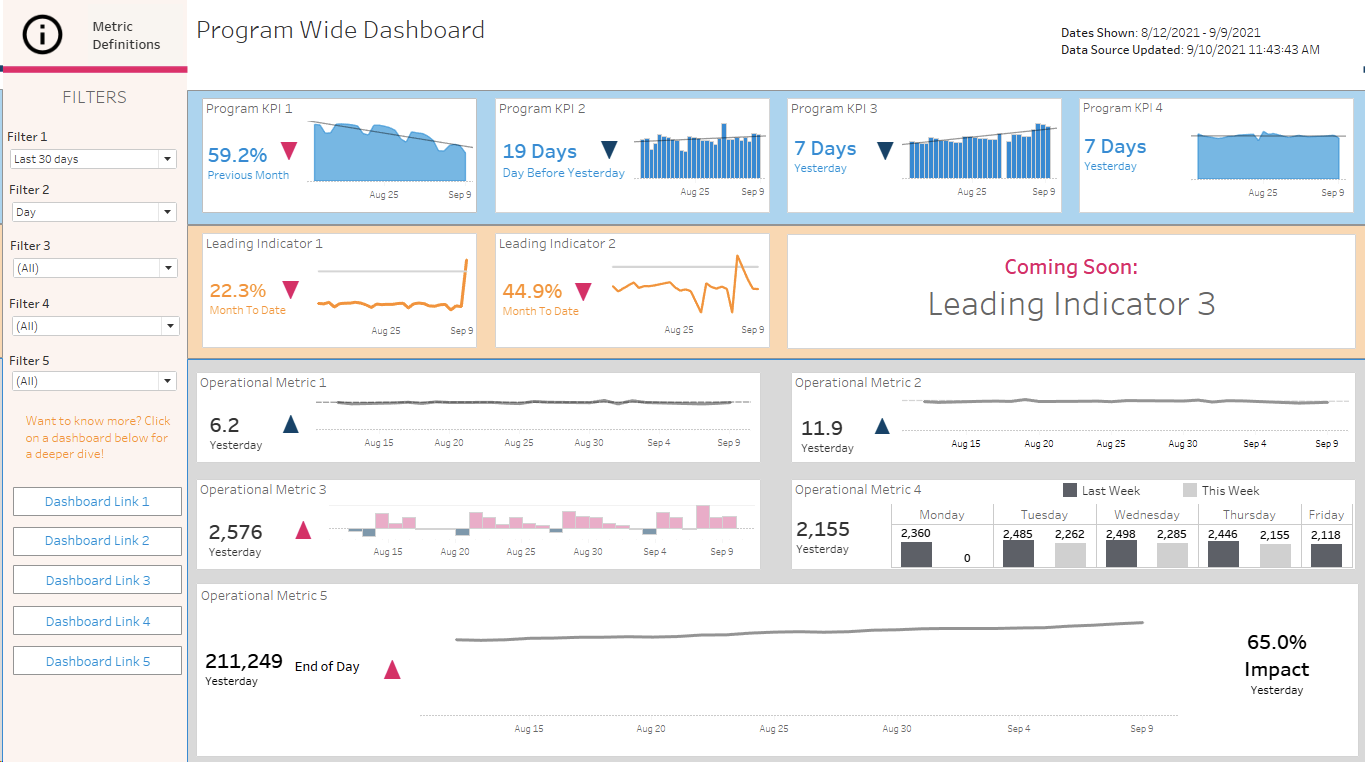 Metric
Definitions
Program Wide Dashboard
Dates Shown: 8/12/2021 - 9/9/2021
Data Source Updated: 9/10/2021 11:43:43 AM
FILTERS
Filter 1
Last 30 days
Filter 2
Day
Filter 3
(All)
Filter 4
(All)
Filter 5
(All)
Want to know more? Click
on a dashboard below for
a deeper dive!
Dashboard Link 1
Dashboard Link 2
Dashboard Link 3
Dashboard Link 4
Dashboard Link 5
Program KPI 1
59.2%
Previous Month
Aug 25 Sep 9
Program KPI 2
19 Days
Day Before Yesterday
Aug 25 Sep 9
Program KPI 3
7 Days
Yesterday
Aug 25 Sep 9
Program KPI 4
7 Days
Yesterday
Aug 25 Sep 9
Leading Indicator 1
22.3%
Month To Date
Aug 25 Sep 9
Leading Indicator 2
44.9%
Month To Date
Aug 25 Sep 9
Coming Soon:
Leading Indicator 3
Operational Metric 1
6.2
Yesterday
Aug 15 Aug 20 Aug 25 Aug 30 Sep 4 Sep 9
Operational Metric 2
11.9
Yesterday
Aug 15 Aug 20 Aug 25 Aug 30 Sep 4 Sep 9
Operational Metric 3
2,576
Yesterday
Aug 15 Aug 20 Aug 25 Aug 30 Sep 4 Sep 9
Operational Metric 4
Last Week This Week
2,155
Yesterday
Monday Tuesday Wednesday Thursday Friday
2,360 0 2,485 2,262 2,498 2,285 2,446 2,155 2,118
Operational Metric 5
211,249 End of Day
Yesterday
65.0%
Impact
Yesterday
Aug 15 Aug 20 Aug 25 Aug 30 Sep 4 Sep 9